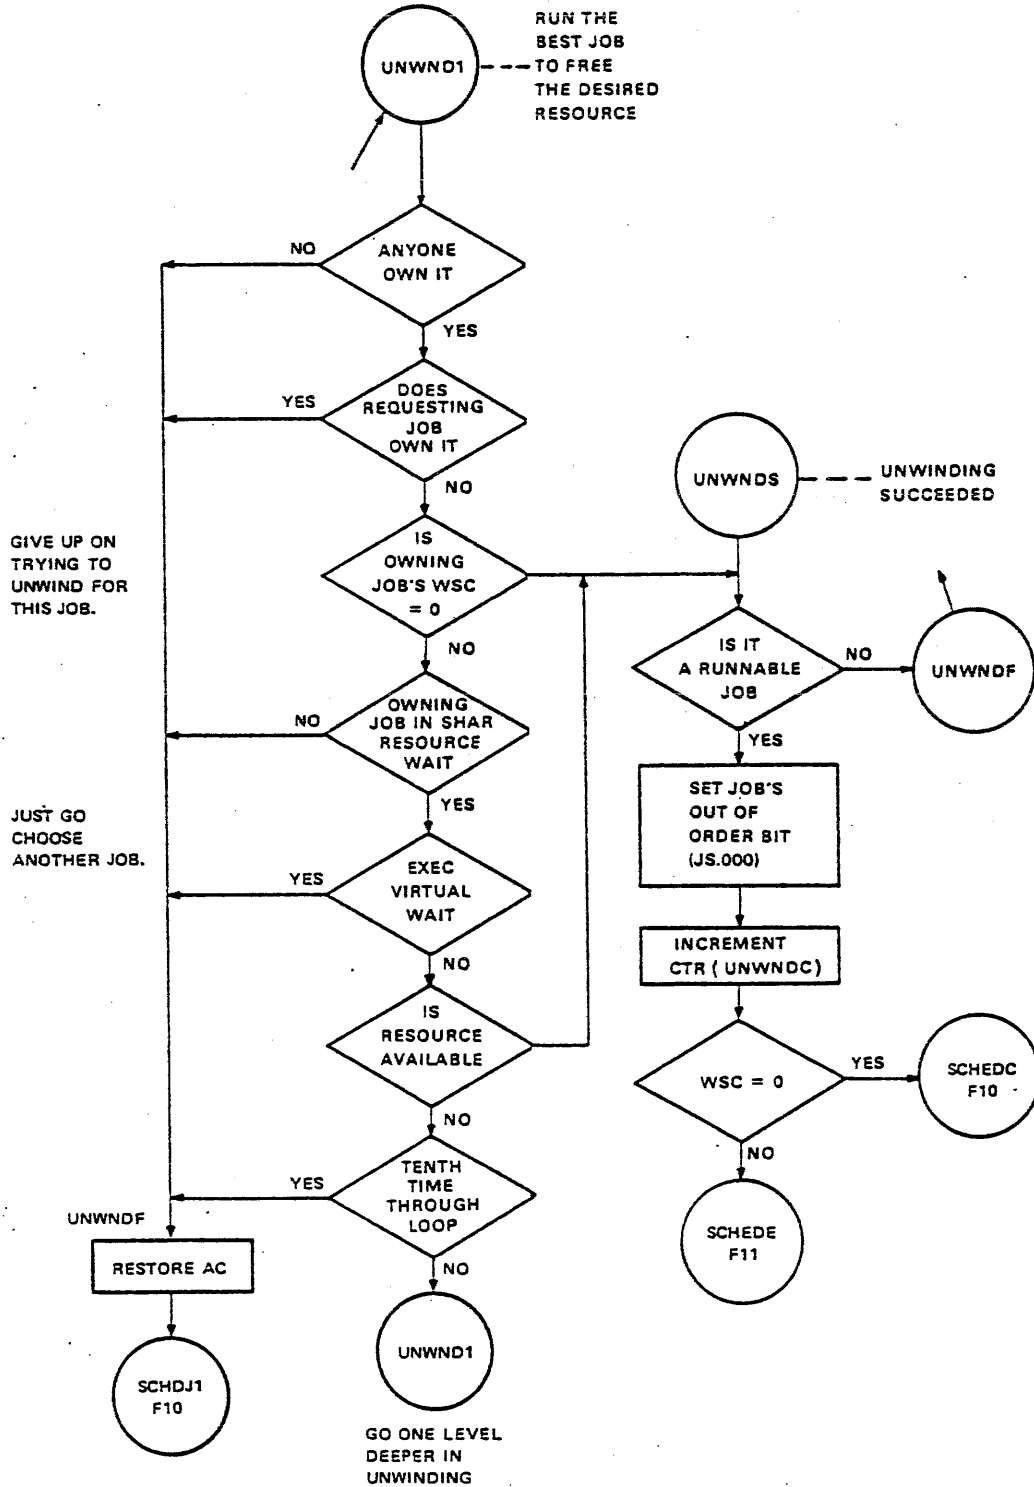 UNWND1
RUN THE
BEST JOB
TO FREE
THE DESIRED
RESOURCE
ANYONE
OWN IT
NO
YES
DOES
REQUESTING
JOB
OWN IT
YES
NO
IS
OWNING
JOB'S WSC
= 0
NO
GIVE UP ON
TRYING TO
UNWIND FOR
THIS JOB.
OWNING
JOB IN SHAR
RESOURCE
WAIT
NO
YES
JUST GO
CHOOSE
ANOTHER JOB.
EXEC
VIRTUAL
WAIT
YES
NO
IS
RESOURCE
AVAILABLE
NO
TENTH
TIME
THROUGH
LOOP
YES
NO
UNWNDF
RESTORE AC
SCHDJ1
F10
UNWND1
GO ONE LEVEL
DEEPER IN
UNWINDING
UNWNDS
UNWINDING
SUCCEEDED
IS IT
A RUNNABLE
JOB
NO
UNWNDF
YES
SET JOB'S
OUT OF
ORDER BIT
(JS.000)
INCREMENT
CTR ( UNWNDC)
WSC = 0
YES
SCHEDC
F10
NO
SCHEDE
F11